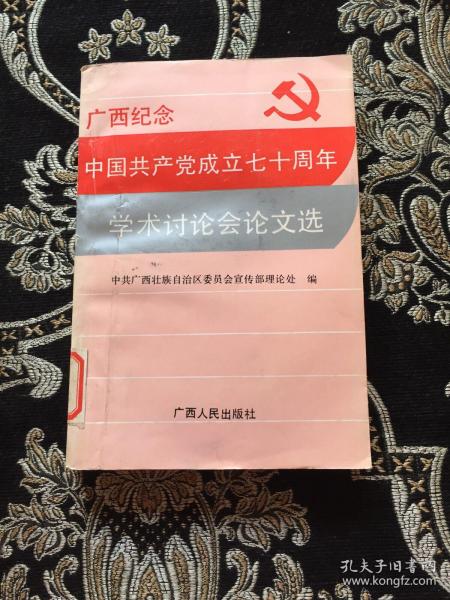 广西纪念
中国共产党成立七十周年
学术讨论会论文选
中共广西壮族自治区委员会宣传部理论处 编
广西人民出版社
孔夫子旧书网
www.kongfz.com